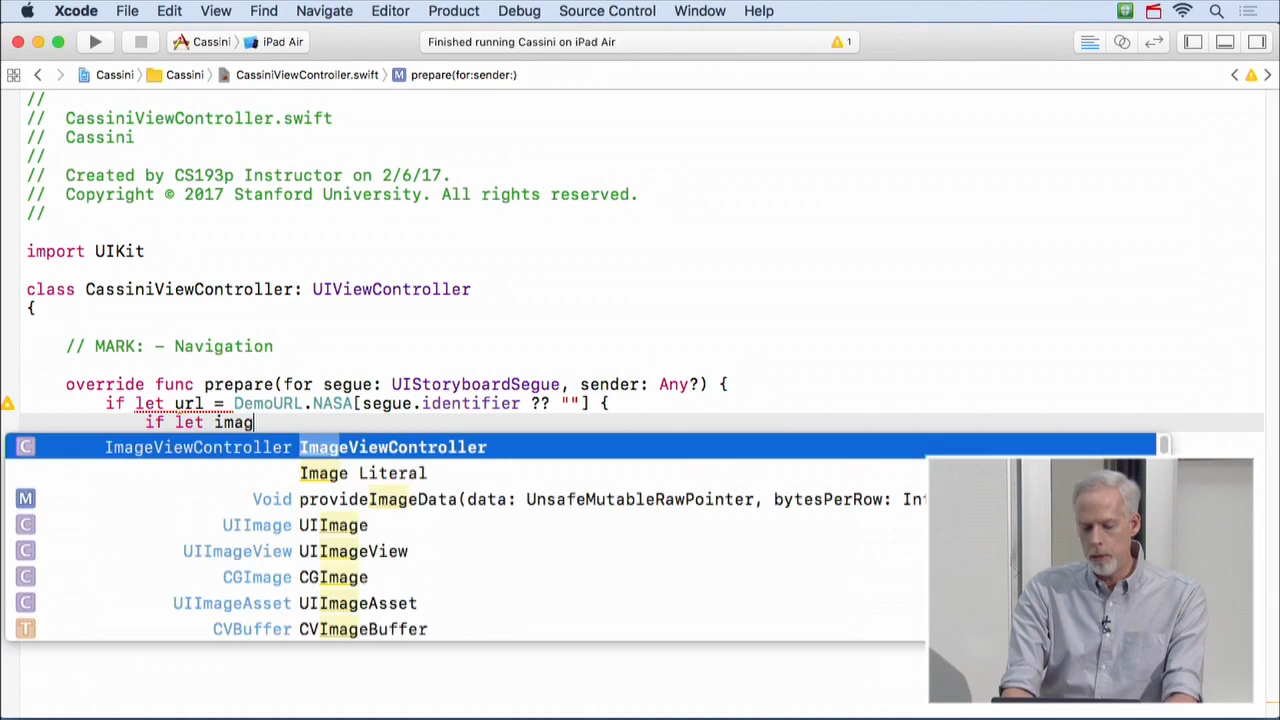 Xcode File Edit View Find Navigate Editor Product Debug Source Control Window Help
Cassini iPad Air Finished running Cassini on iPad Air 1
Cassini Cassini CassiniViewController.swift M prepare(for:sender:)
//
// CassiniViewController.swift
// Cassini
//
// Created by CS193p Instructor on 2/6/17.
// Copyright © 2017 Stanford University. All rights reserved.
//
import UIKit
class CassiniViewController: UIViewController
{
// MARK: - Navigation
override func prepare(for segue: UIStoryboardSegue, sender: Any?) {
if let url = DemoURL.NASA[segue.identifier ?? ""] {
if let imag
C ImageViewController ImageViewController
Image Literal
M Void provideImageData(data: UnsafeMutableRawPointer, bytesPerRow: Int
C UIImage UIImage
C UIImageView UIImageView
C CGImage CGImage
C UIImageAsset UIImageAsset
T CVBuffer CVImageBuffer